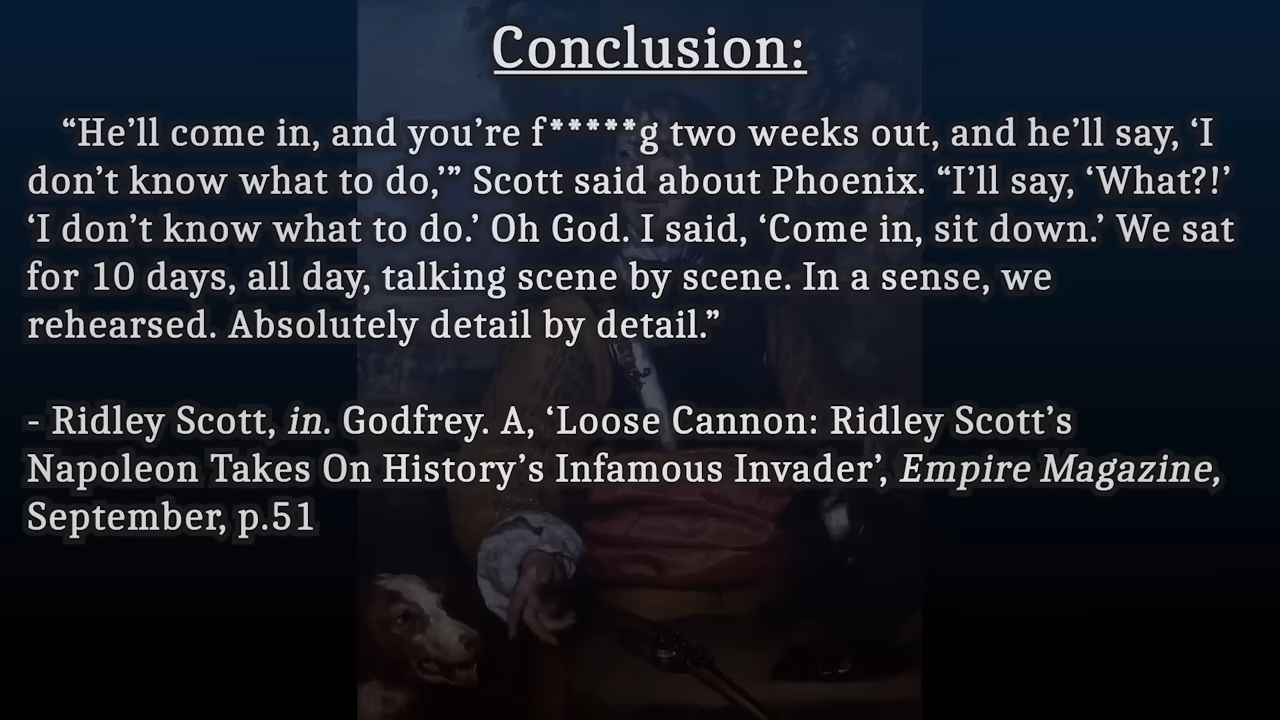 Conclusion:
“He’ll come in, and you’re f*****g two weeks out, and he’ll say, ‘I
don’t know what to do,’” Scott said about Phoenix. “I’ll say, ‘What?!’
‘I don’t know what to do.’ Oh God. I said, ‘Come in, sit down.’ We sat
for 10 days, all day, talking scene by scene. In a sense, we
rehearsed. Absolutely detail by detail.”
- Ridley Scott, in. Godfrey. A, ‘Loose Cannon: Ridley Scott’s
Napoleon Takes On History’s Infamous Invader’, Empire Magazine,
September, p.51